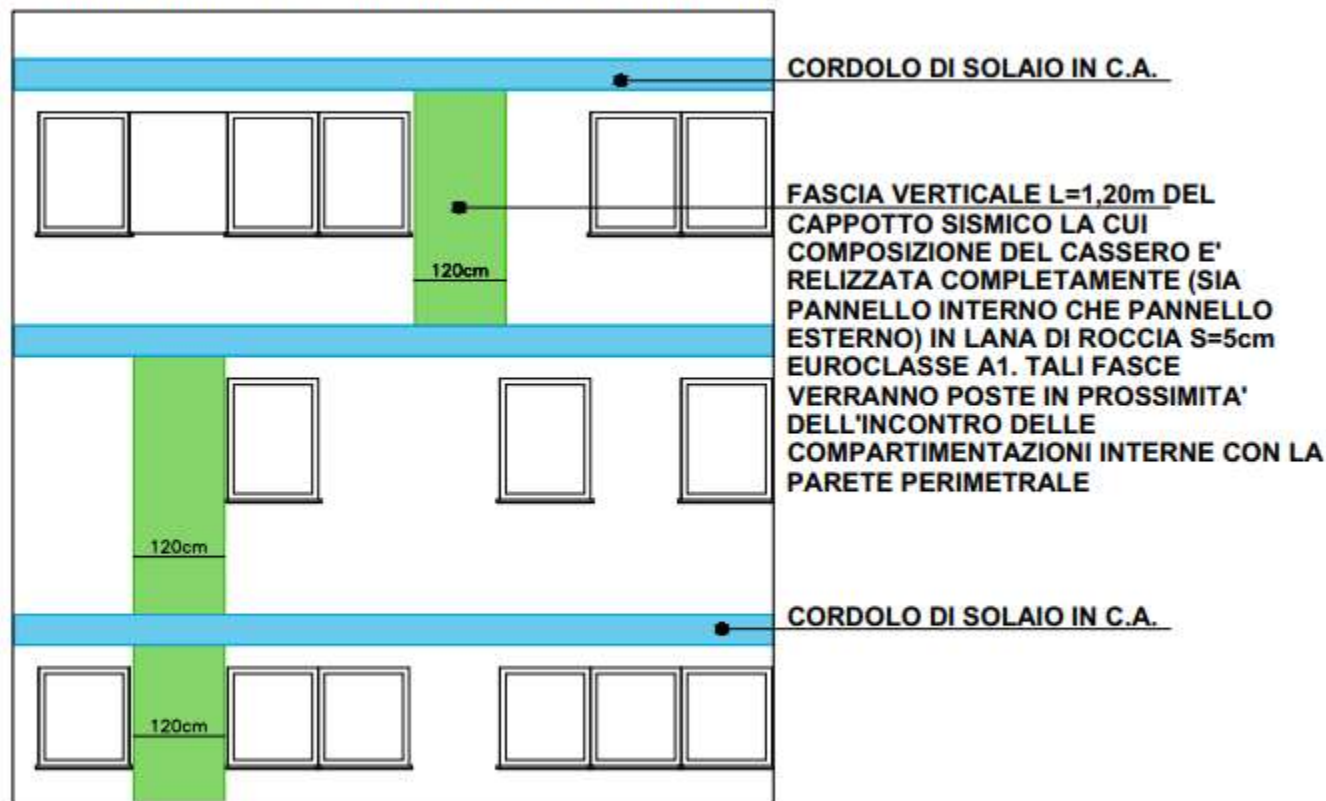 CORDOLO DI SOLAIO IN C.A.
FASCIA VERTICALE L=1,20m DEL
CAPPOTTO SISMICO LA CUI
COMPOSIZIONE DEL CASSERO E'
RELIZZATA COMPLETAMENTE (SIA
PANNELLO INTERNO CHE PANNELLO
ESTERNO) IN LANA DI ROCCIA S=5cm
EUROCLASSE A1. TALI FASCE
VERRANNO POSTE IN PROSSIMITA'
DELL'INCONTRO DELLE
COMPARTIMENTAZIONI INTERNE CON LA
PARETE PERIMETRALE
120cm
120cm
CORDOLO DI SOLAIO IN C.A.
120cm